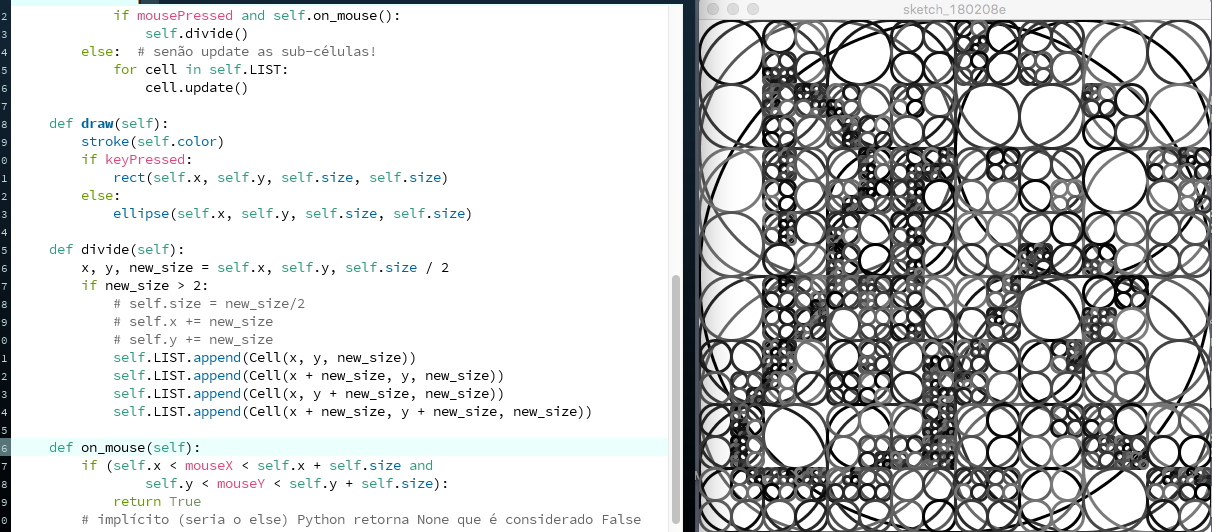 sketch_180208e
2 if mousePressed and self.on_mouse():
3 self.divide()
4 else:  # senão update as sub-células!
5 for cell in self.LIST:
6 cell.update()
7
8 def draw(self):
9 stroke(self.color)
0 if keyPressed:
1 rect(self.x, self.y, self.size, self.size)
2 else:
3 ellipse(self.x, self.y, self.size, self.size)
4
5 def divide(self):
6 x, y, new_size = self.x, self.y, self.size / 2
7 if new_size > 2:
8 # self.size = new_size/2
9 # self.x += new_size
0 # self.y += new_size
1 self.LIST.append(Cell(x, y, new_size))
2 self.LIST.append(Cell(x + new_size, y, new_size))
3 self.LIST.append(Cell(x, y + new_size, new_size))
4 self.LIST.append(Cell(x + new_size, y + new_size, new_size))
5
6 def on_mouse(self):
7 if (self.x < mouseX < self.x + self.size and
8 self.y < mouseY < self.y + self.size):
9 return True
0 # implícito (seria o else) Python retorna None que é considerado False